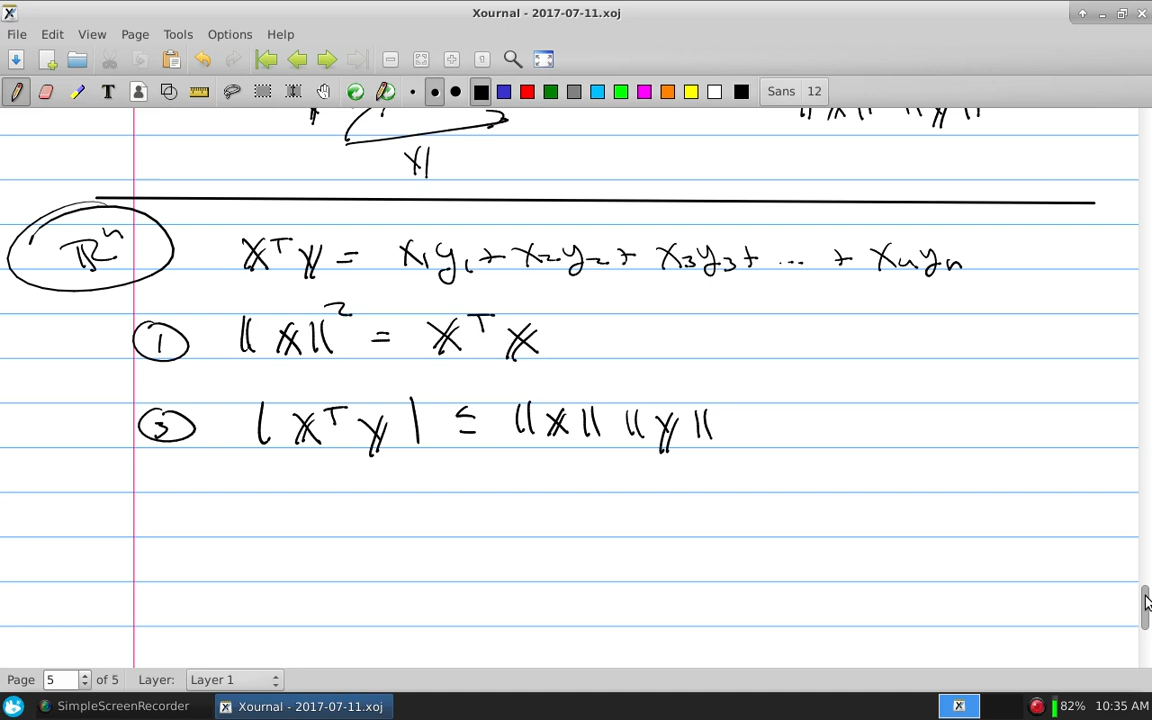 Xournal - 2017-07-11.xoj
File Edit View Page Tools Options Help
Sans 12
x1
‖x‖ ‖y‖
ℝⁿ xᵀy = x₁y₁ + x₂y₂ + x₃y₃ + ... + xₙyₙ
① ‖x‖² = xᵀx
③ |xᵀy| ≤ ‖x‖ ‖y‖
Page 5 of 5 Layer: Layer 1
SimpleScreenRecorder Xournal - 2017-07-11.xoj 82% 10:35 AM